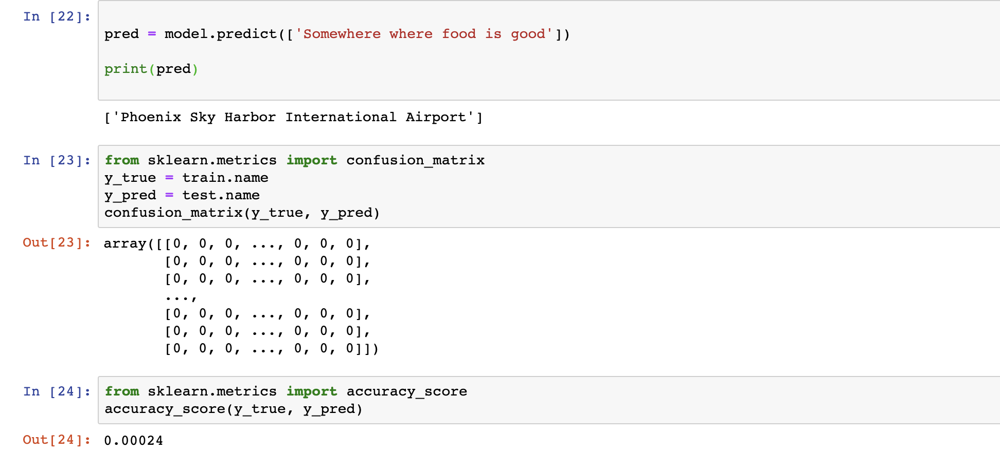 In [22]:
pred = model.predict(['Somewhere where food is good'])
print(pred)
['Phoenix Sky Harbor International Airport']
In [23]: from sklearn.metrics import confusion_matrix
y_true = train.name
y_pred = test.name
confusion_matrix(y_true, y_pred)
Out[23]: array([[0, 0, 0, ..., 0, 0, 0],
[0, 0, 0, ..., 0, 0, 0],
[0, 0, 0, ..., 0, 0, 0],
...,
[0, 0, 0, ..., 0, 0, 0],
[0, 0, 0, ..., 0, 0, 0],
[0, 0, 0, ..., 0, 0, 0]])
In [24]: from sklearn.metrics import accuracy_score
accuracy_score(y_true, y_pred)
Out[24]: 0.00024